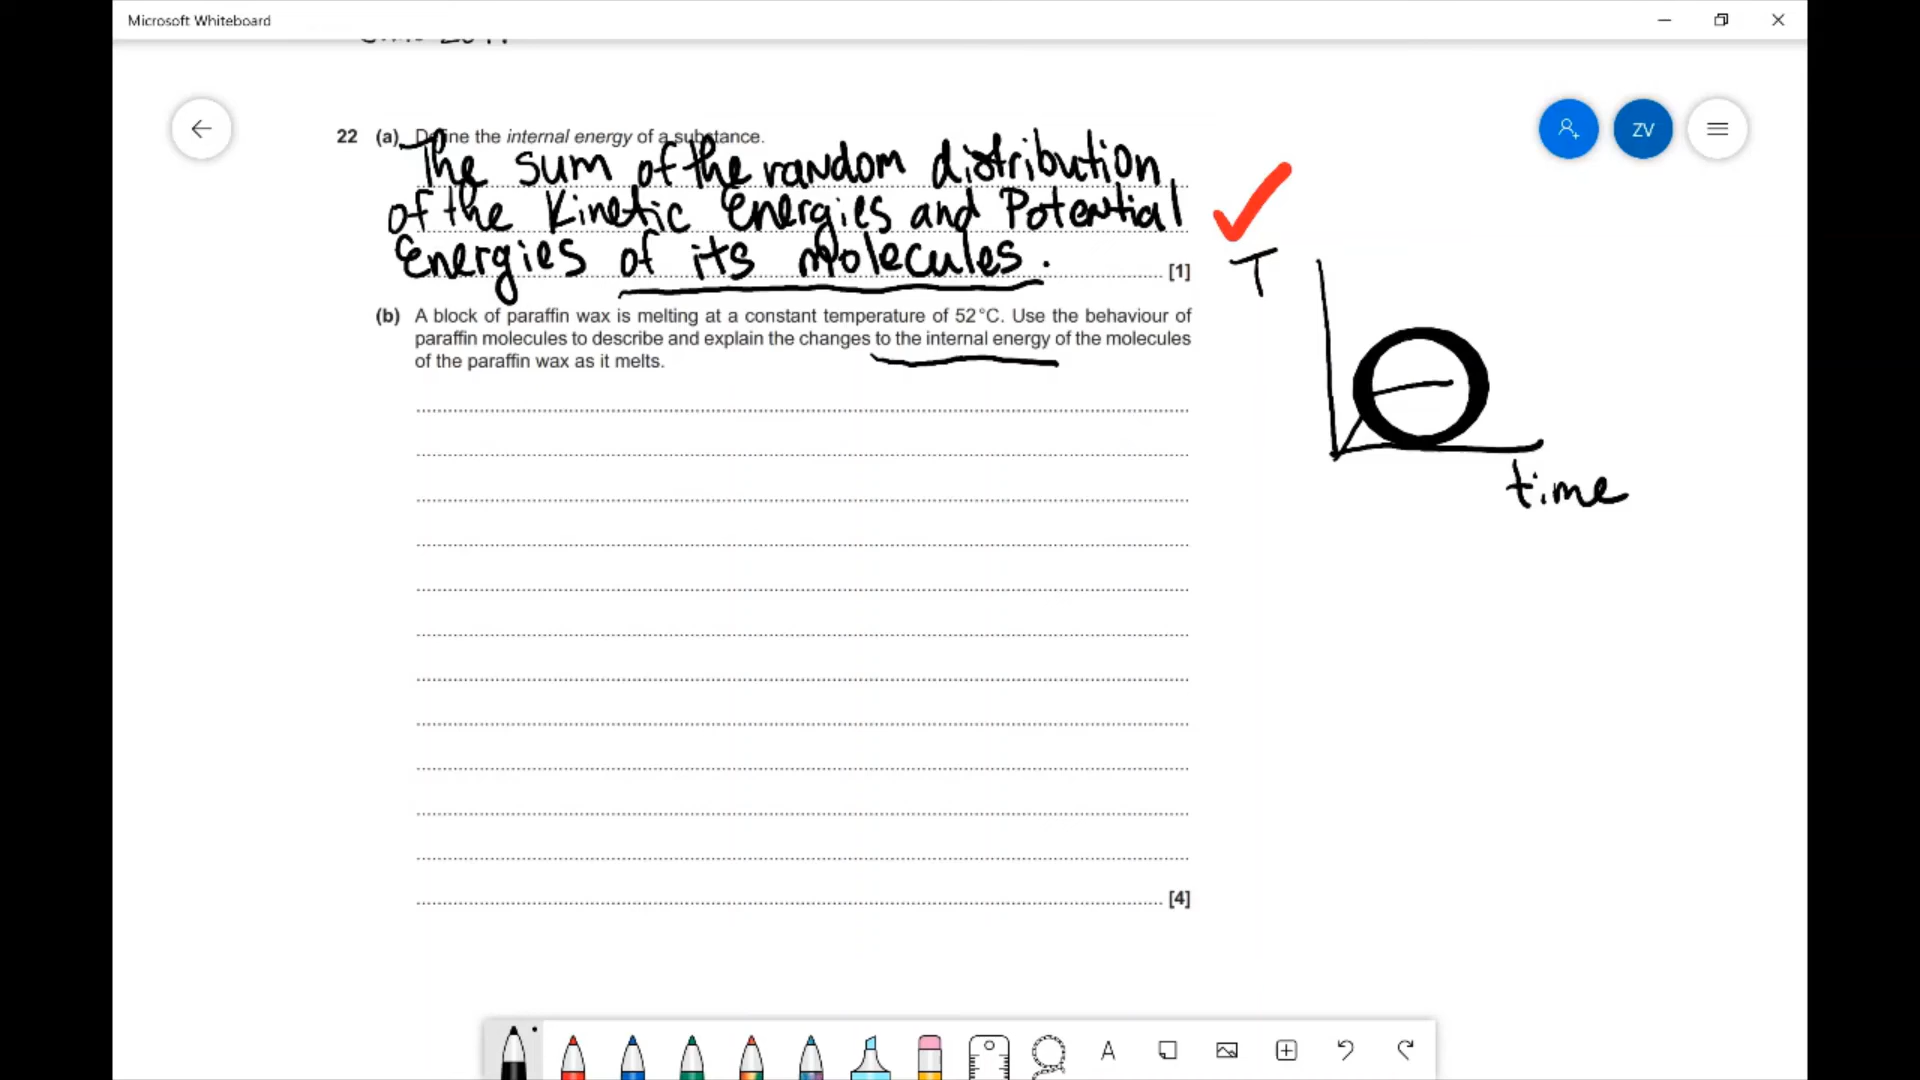 Microsoft Whiteboard
ZV
22 (a) Define the internal energy of a substance.
The sum of the random distribution
of the Kinetic Energies and Potential
Energies of its molecules.
[1]
T
(b) A block of paraffin wax is melting at a constant temperature of 52°C. Use the behaviour of
paraffin molecules to describe and explain the changes to the internal energy of the molecules
of the paraffin wax as it melts.
time
[4]
A